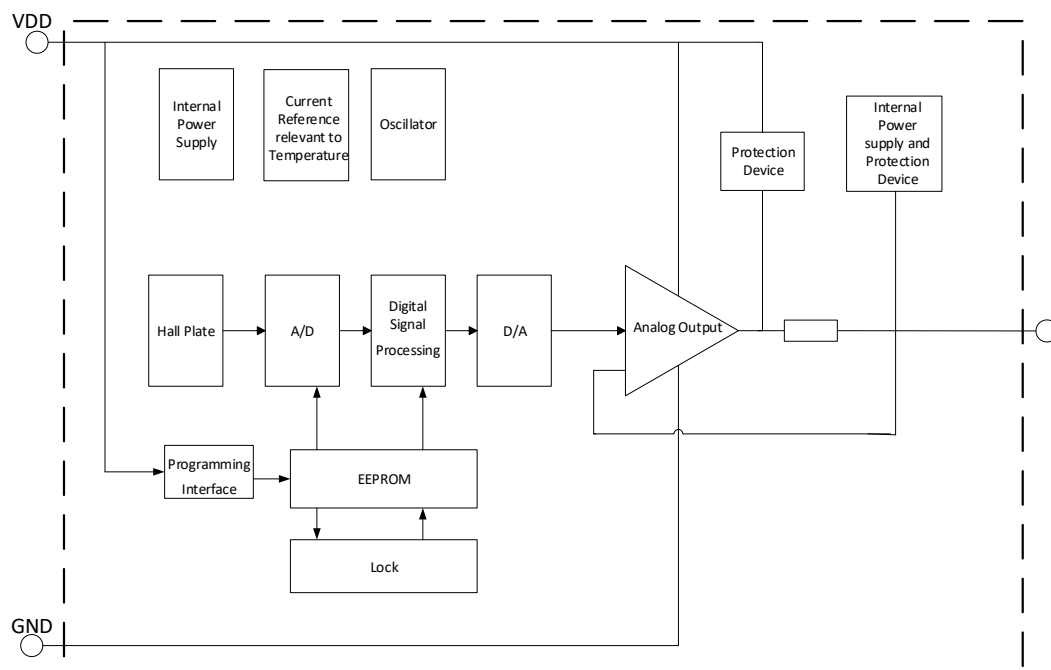 VDD
Internal
Power
Supply
Current
Reference
relevant to
Temperature
Oscillator
Protection
Device
Internal
Power
supply and
Protection
Device
Hall Plate
A/D
Digital
Signal
Processing
D/A
Analog Output
Programming
Interface
EEPROM
Lock
GND